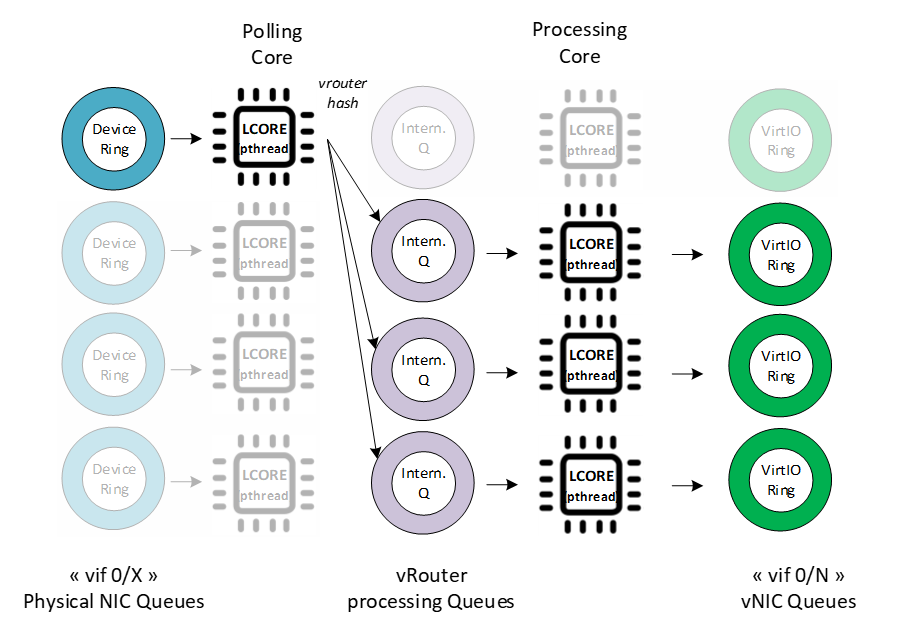 Polling
Core
Processing
Core
vrouter
hash
Device
Ring
LCORE
pthread
Intern.
Q
LCORE
pthread
VirtIO
Ring
Device
Ring
LCORE
pthread
Intern.
Q
LCORE
pthread
VirtIO
Ring
Device
Ring
LCORE
pthread
Intern.
Q
LCORE
pthread
VirtIO
Ring
Device
Ring
LCORE
pthread
Intern.
Q
LCORE
pthread
VirtIO
Ring
« vif 0/X »
Physical NIC Queues
vRouter
processing Queues
« vif 0/N »
vNIC Queues